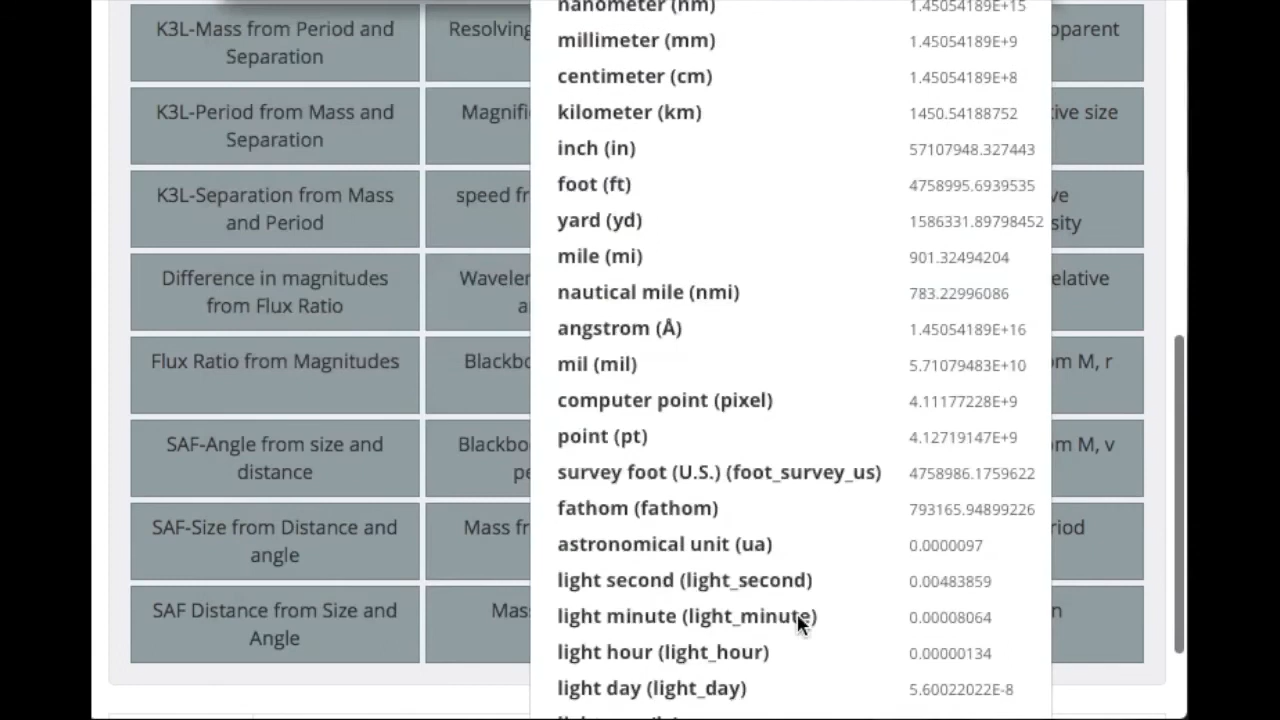 K3L-Mass from Period and
Separation
K3L-Period from Mass and
Separation
K3L-Separation from Mass
and Period
Difference in magnitudes
from Flux Ratio
Flux Ratio from Magnitudes
SAF-Angle from size and
distance
SAF-Size from Distance and
angle
SAF Distance from Size and
Angle
Resolving
Magnifi
speed fr
Wavelen
a
Blackbo
Blackbo
pe
Mass fr
Mass
nanometer (nm) 1.45054189E+15
millimeter (mm) 1.45054189E+9
centimeter (cm) 1.45054189E+8
kilometer (km) 1450.54188752
inch (in) 57107948.327443
foot (ft) 4758995.6939535
yard (yd) 1586331.89798452
mile (mi) 901.32494204
nautical mile (nmi) 783.22996086
angstrom (Å) 1.45054189E+16
mil (mil) 5.71079483E+10
computer point (pixel) 4.11177228E+9
point (pt) 4.12719147E+9
survey foot (U.S.) (foot_survey_us) 4758986.1759622
fathom (fathom) 793165.94899226
astronomical unit (ua) 0.0000097
light second (light_second) 0.00483859
light minute (light_minute) 0.00008064
light hour (light_hour) 0.00000134
light day (light_day) 5.60022022E-8
pparent
tive size
ve
sity
elative
om M, r
om M, v
riod
n